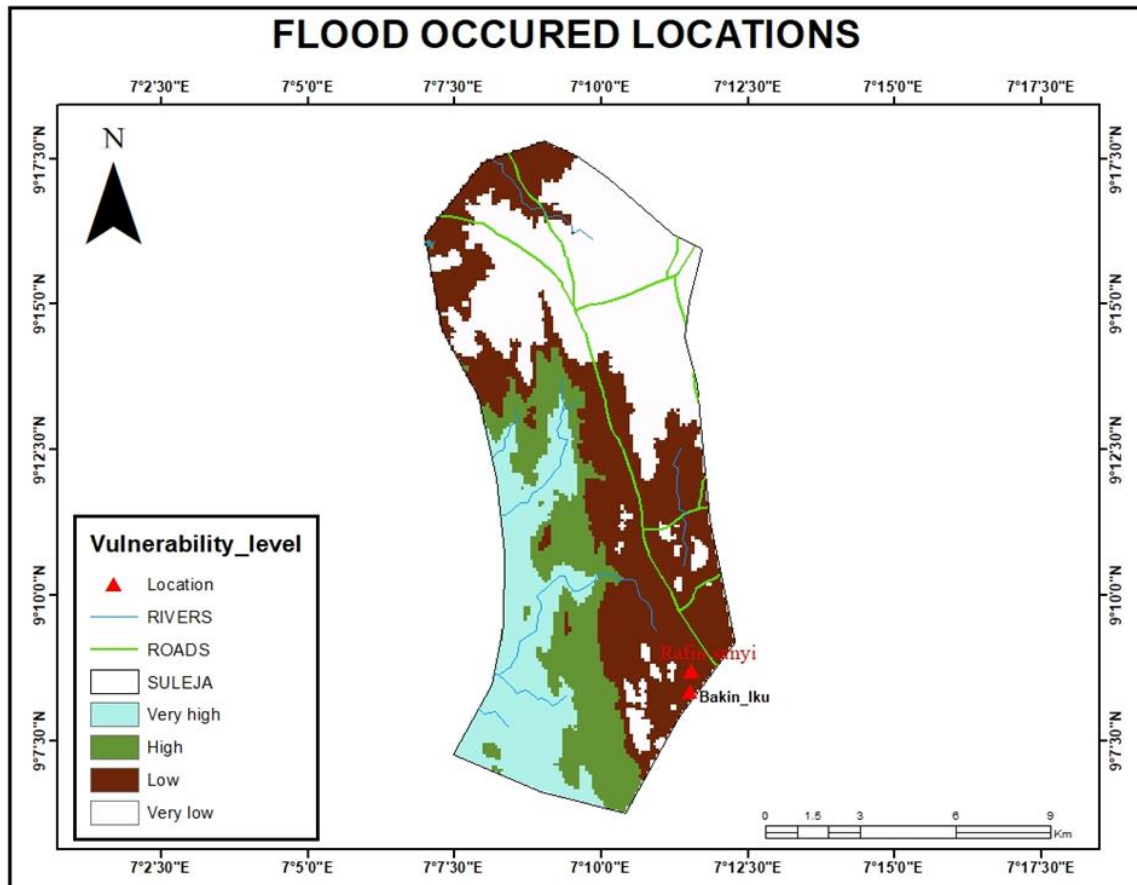 FLOOD OCCURED LOCATIONS
7°2'30"E 7°5'0"E 7°7'30"E 7°10'0"E 7°12'30"E 7°15'0"E 7°17'30"E
N
9°17'30"N 9°17'30"N
9°15'0"N 9°15'0"N
9°12'30"N 9°12'30"N
9°10'0"N 9°10'0"N
9°7'30"N 9°7'30"N
Bakin_Iku
Vulnerability_level
Location
RIVERS
ROADS
SULEJA
Very high
High
Low
Very low
0 1.5 3 6 9
Km
7°2'30"E 7°5'0"E 7°7'30"E 7°10'0"E 7°12'30"E 7°15'0"E 7°17'30"E